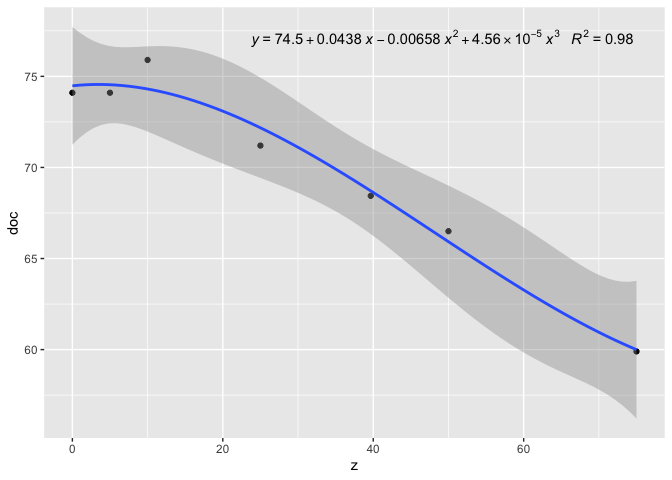 y = 74.5 + 0.0438 x − 0.00658 x² + 4.56 × 10⁻⁵ x³ R² = 0.98
75
70
65
60
doc
0 20 40 60
z